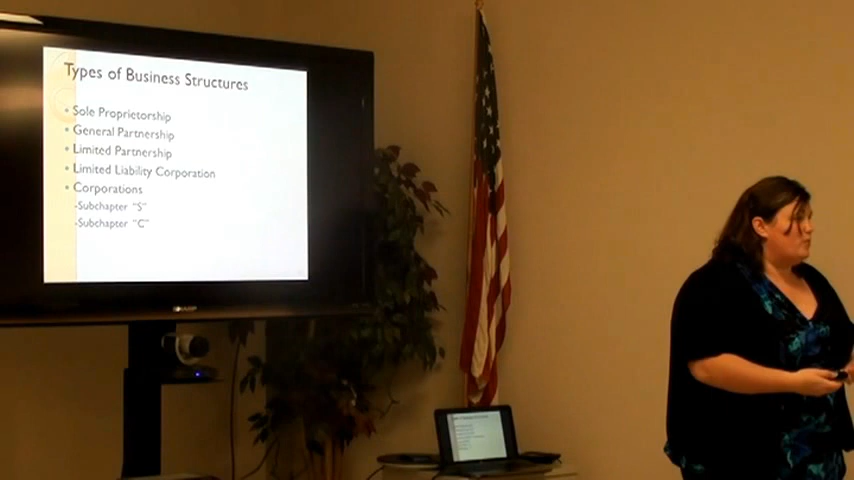 Types of Business Structures
• Sole Proprietorship
• General Partnership
• Limited Partnership
• Limited Liability Corporation
• Corporations
-Subchapter "S"
-Subchapter "C"